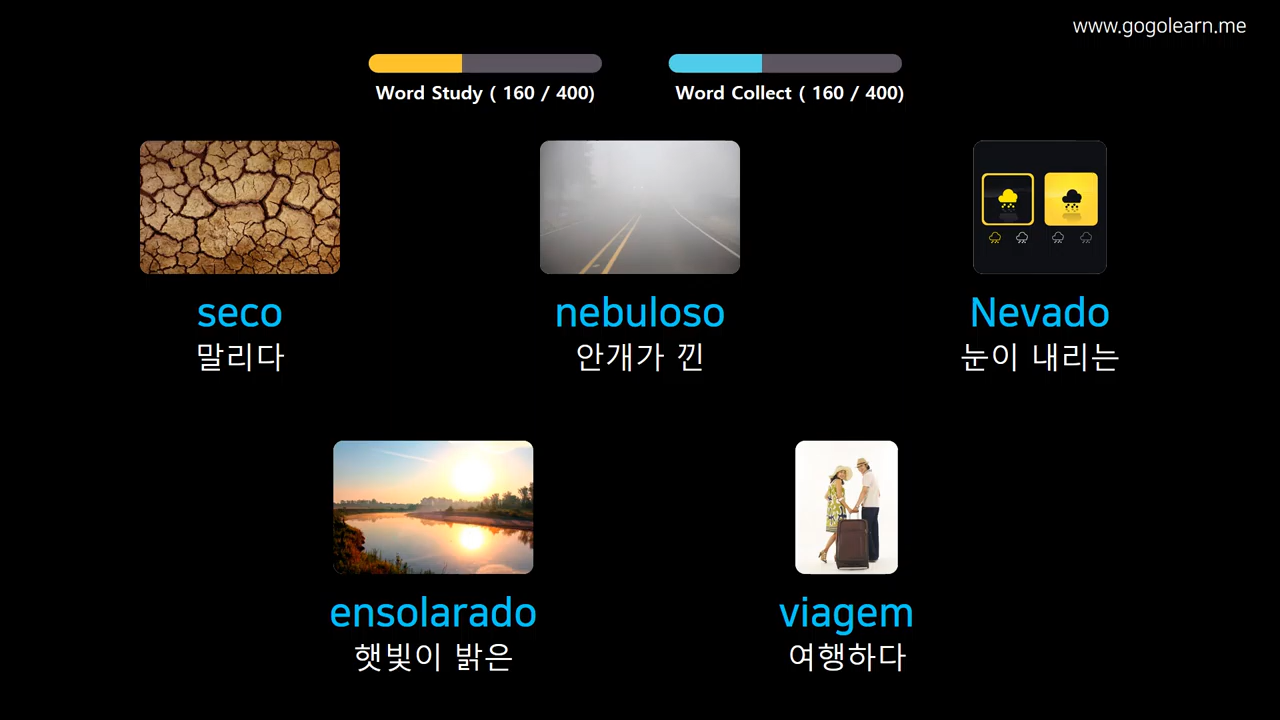 www.gogolearn.me
Word Study ( 160 / 400)
Word Collect ( 160 / 400)
seco
말리다
nebuloso
안개가 낀
Nevado
눈이 내리는
ensolarado
햇빛이 밝은
viagem
여행하다